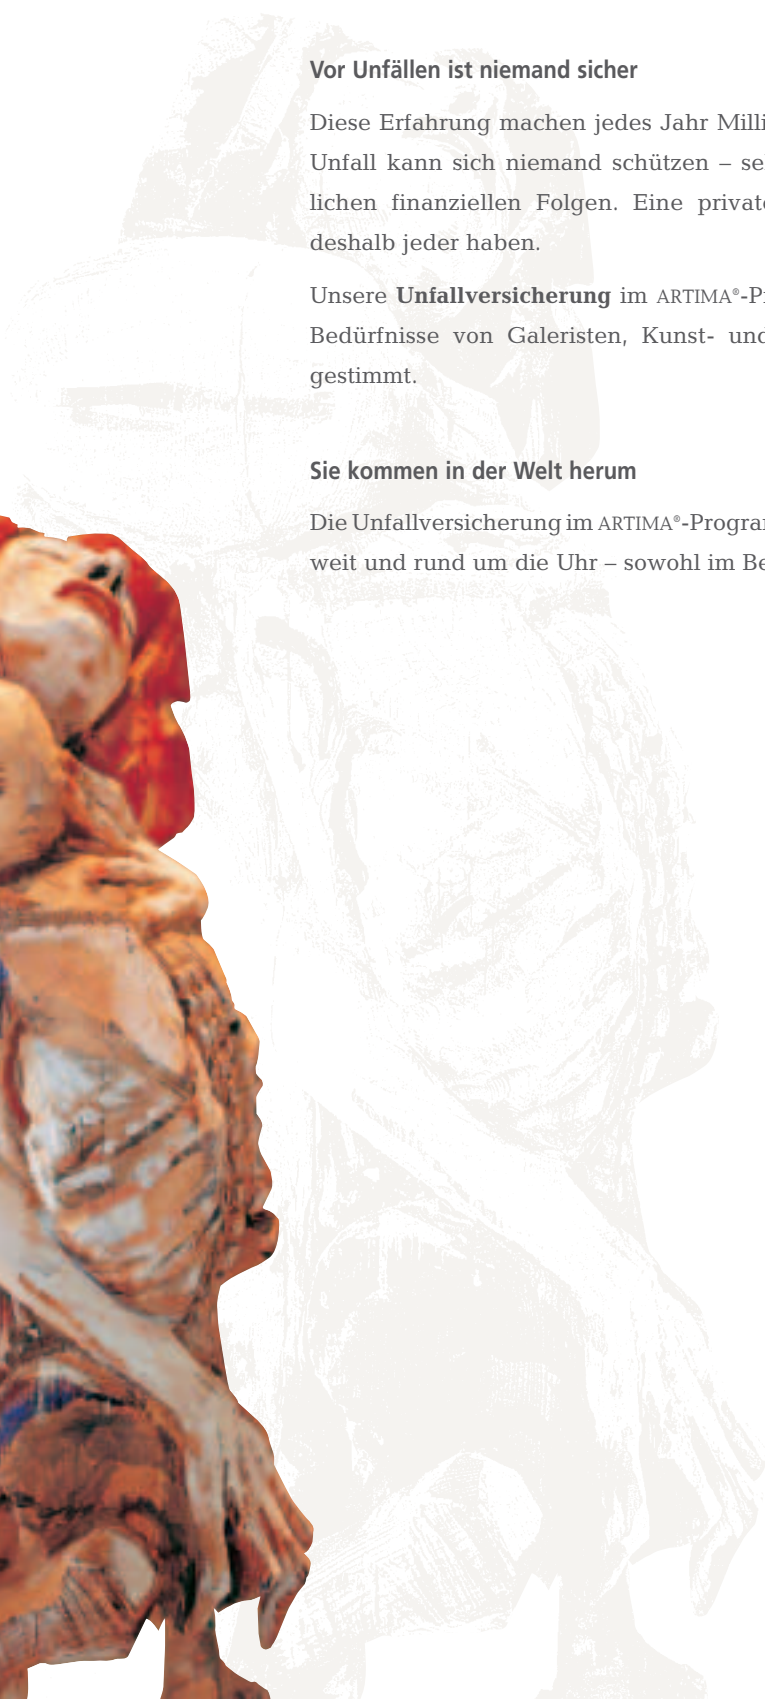 Vor Unfällen ist niemand sicher
Diese Erfahrung machen jedes Jahr Milli
Unfall kann sich niemand schützen – se
lichen finanziellen Folgen. Eine privat
deshalb jeder haben.
Unsere Unfallversicherung im ARTIMA®-P
Bedürfnisse von Galeristen, Kunst- und
gestimmt.
Sie kommen in der Welt herum
Die Unfallversicherung im ARTIMA®-Progra
weit und rund um die Uhr – sowohl im Be